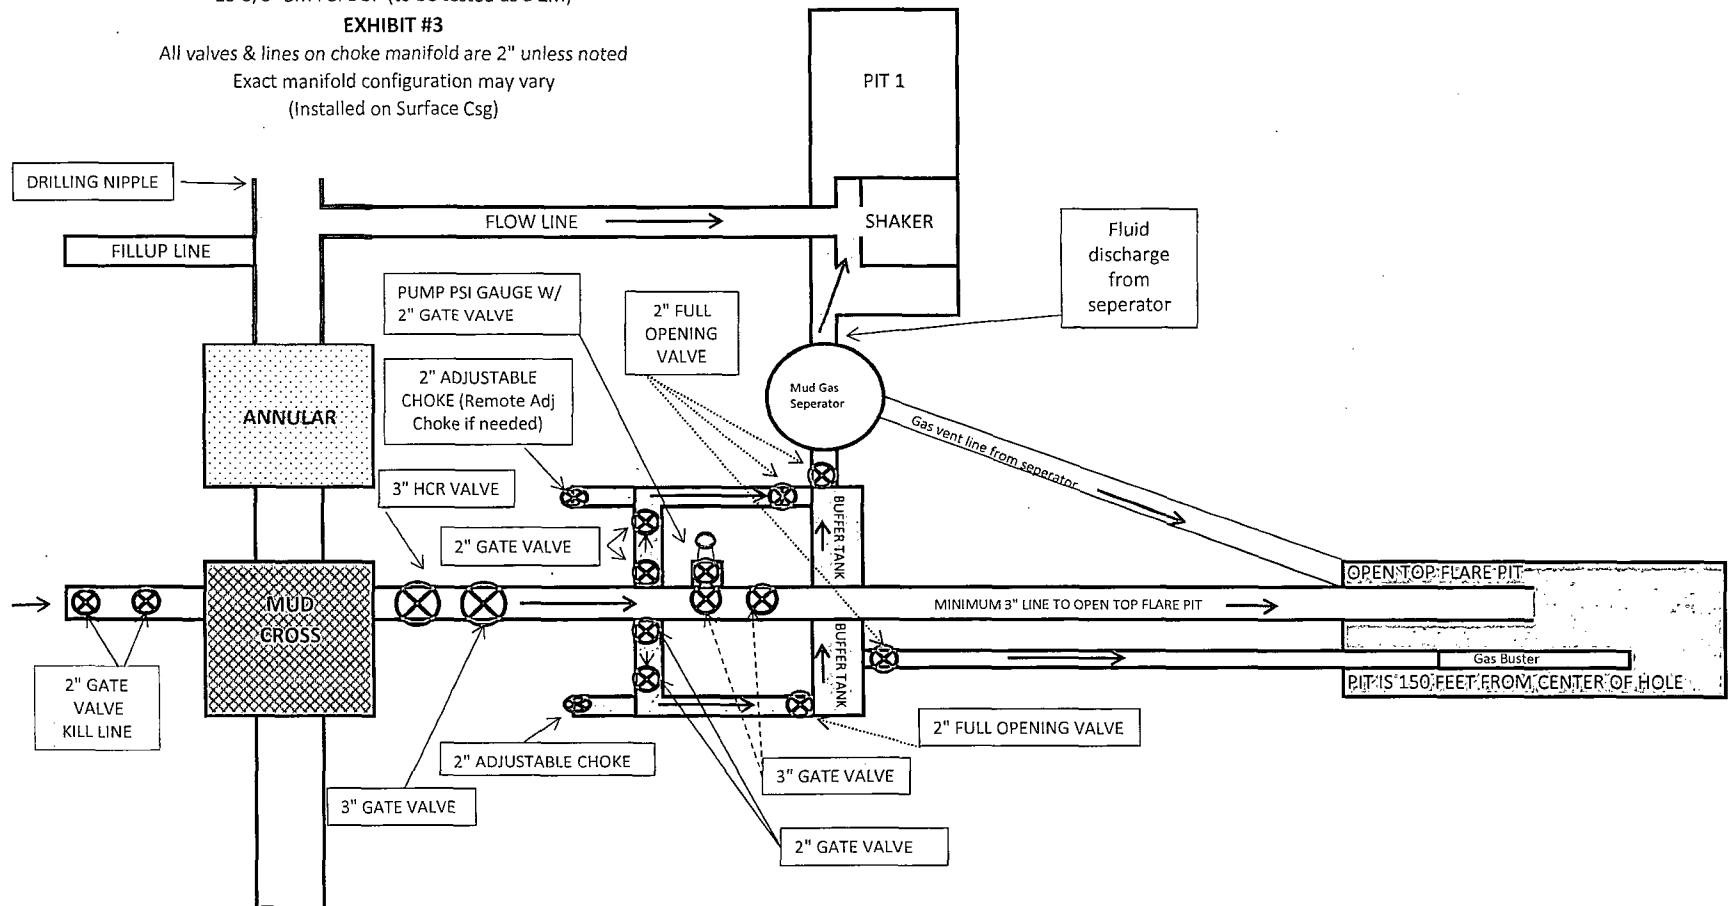 EXHIBIT #3
All valves & lines on choke manifold are 2" unless noted
Exact manifold configuration may vary
(Installed on Surface Csg)
PIT 1
DRILLING NIPPLE
FLOW LINE
SHAKER
FILLUP LINE
Fluid
discharge
from
seperator
PUMP PSI GAUGE W/
2" GATE VALVE
2" FULL
OPENING
VALVE
2" ADJUSTABLE
CHOKE (Remote Adj
Choke if needed)
Mud Gas
Seperator
ANNULAR
Gas vent line from seperator
3" HCR VALVE
2" GATE VALVE
BUFFER TANK
OPEN TOP FLARE PIT
MUD
CROSS
MINIMUM 3" LINE TO OPEN TOP FLARE PIT
BUFFER TANK
Gas Buster
PIT IS 150 FEET FROM CENTER OF HOLE
2" GATE
VALVE
KILL LINE
2" FULL OPENING VALVE
2" ADJUSTABLE CHOKE
3" GATE VALVE
3" GATE VALVE
2" GATE VALVE